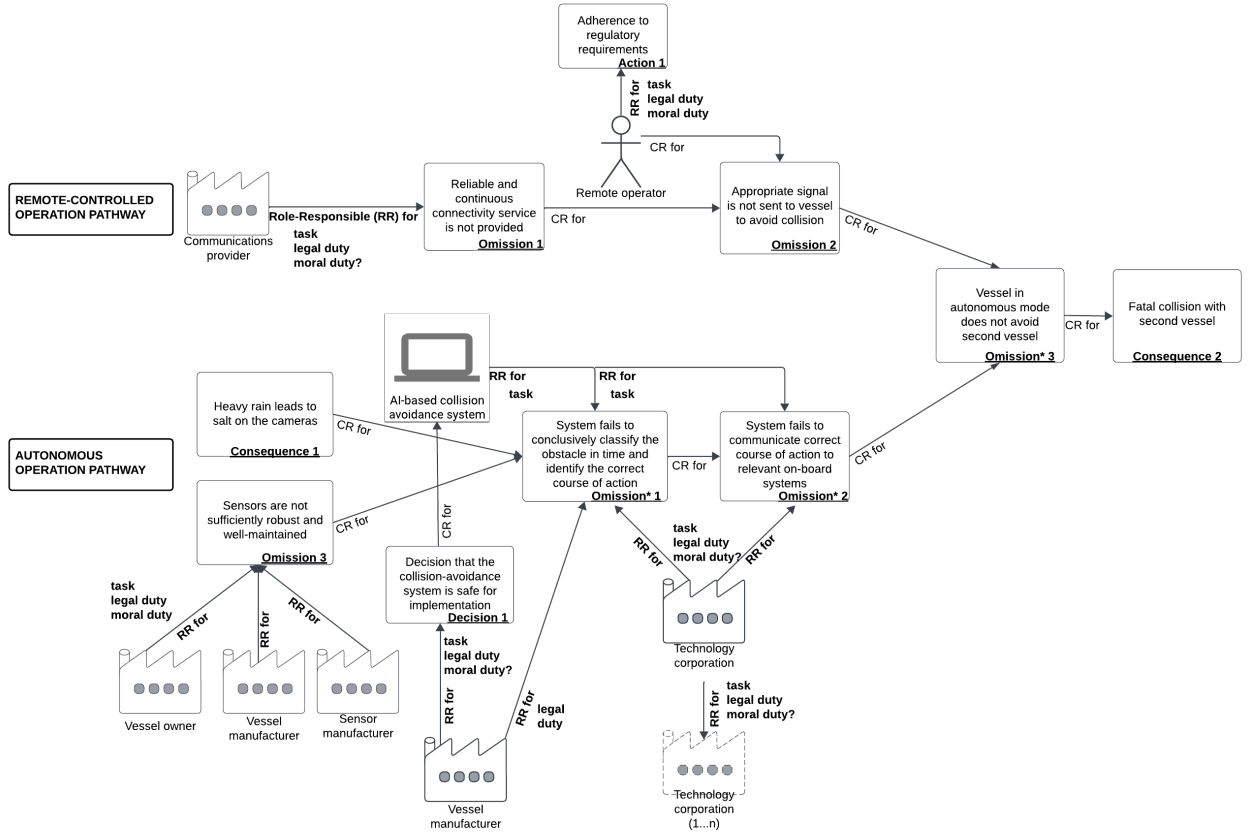 Adherence to
regulatory
requirements
Action 1
RR for
task
legal duty
moral duty
CR for
Remote operator
REMOTE-CONTROLLED
OPERATION PATHWAY
Communications
provider
Role-Responsible (RR) for
task
legal duty
moral duty?
Reliable and
continuous
connectivity service
is not provided
Omission 1
CR for
Appropriate signal
is not sent to vessel
to avoid collision
Omission 2
CR for
Vessel in
autonomous mode
does not avoid
second vessel
Omission* 3
CR for
Fatal collision with
second vessel
Consequence 2
AI-based collision
avoidance system
RR for
task
RR for
task
Heavy rain leads to
salt on the cameras
Consequence 1
CR for
AUTONOMOUS
OPERATION PATHWAY
System fails to
conclusively classify the
obstacle in time and
identify the correct
course of action
Omission* 1
CR for
System fails to
communicate correct
course of action to
relevant on-board
systems
Omission* 2
CR for
Sensors are not
sufficiently robust and
well-maintained
Omission 3
CR for
CR for
Decision that the
collision-avoidance
system is safe for
implementation
Decision 1
task
legal duty
moral duty?
RR for
RR for
task
legal duty
moral duty
RR for
RR for
RR for
Vessel owner
Vessel
manufacturer
Sensor
manufacturer
task
legal duty
moral duty?
RR for
RR for
legal
duty
Vessel
manufacturer
Technology
corporation
RR for
task
legal duty
moral duty?
Technology
corporation
(1...n)